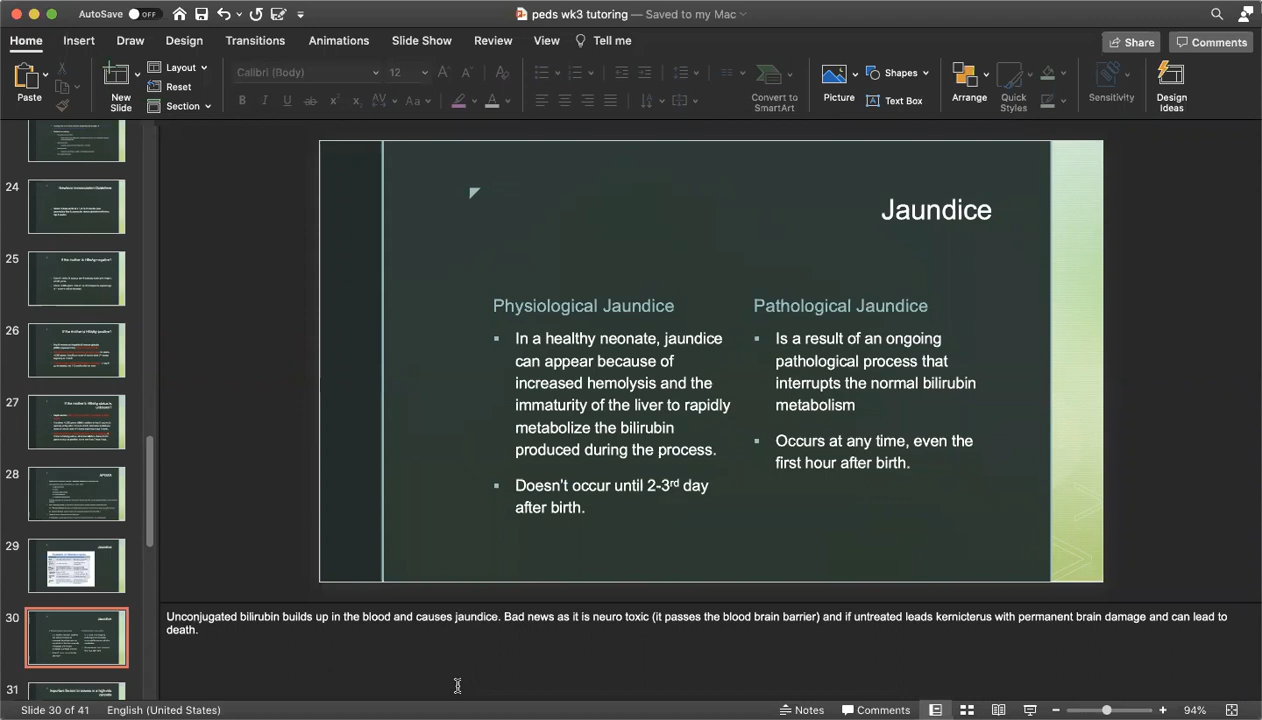 AutoSave OFF peds wk3 tutoring — Saved to my Mac
Home Insert Draw Design Transitions Animations Slide Show Review View Tell me Share Comments
Paste New Slide Layout Reset Section Calibri (Body) 12 Convert to SmartArt Picture Shapes Text Box Arrange Quick Styles Sensitivity Design Ideas
24
25
26
27
28
29
30
31
Jaundice
Physiological Jaundice
In a healthy neonate, jaundice
can appear because of
increased hemolysis and the
immaturity of the liver to rapidly
metabolize the bilirubin
produced during the process.
Doesn't occur until 2-3rd day
after birth.
Pathological Jaundice
Is a result of an ongoing
pathological process that
interrupts the normal bilirubin
metabolism
Occurs at any time, even the
first hour after birth.
Unconjugated bilirubin builds up in the blood and causes jaundice. Bad news as it is neuro toxic (it passes the blood brain barrier) and if untreated leads kernicterus with permanent brain damage and can lead to
death.
Slide 30 of 41 English (United States) Notes Comments 94%